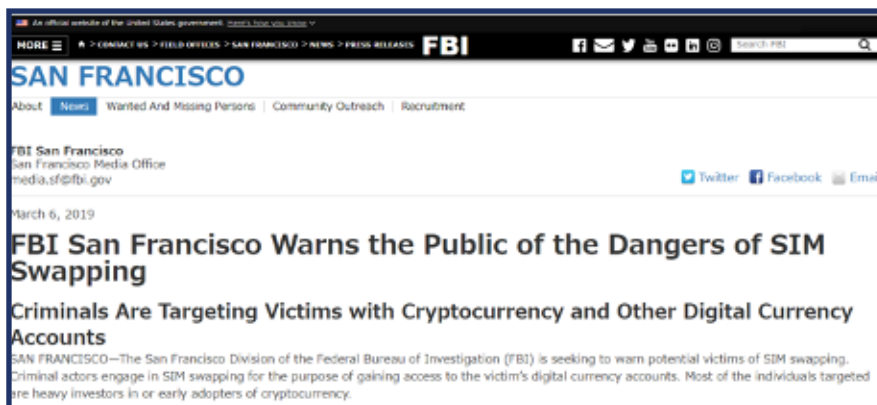 An official website of the United States government. Here's how you know
MORE > CONTACT US > FIELD OFFICES > SAN FRANCISCO > NEWS > PRESS RELEASES FBI Search FBI
SAN FRANCISCO
About News Wanted And Missing Persons | Community Outreach | Recruitment
FBI San Francisco
San Francisco Media Office
media.sf@fbi.gov
Twitter Facebook Emai
March 6, 2019
FBI San Francisco Warns the Public of the Dangers of SIM
Swapping
Criminals Are Targeting Victims with Cryptocurrency and Other Digital Currency
Accounts
SAN FRANCISCO—The San Francisco Division of the Federal Bureau of Investigation (FBI) is seeking to warn potential victims of SIM swapping.
Criminal actors engage in SIM swapping for the purpose of gaining access to the victim's digital currency accounts. Most of the individuals targeted
are heavy investors in or early adopters of cryptocurrency.